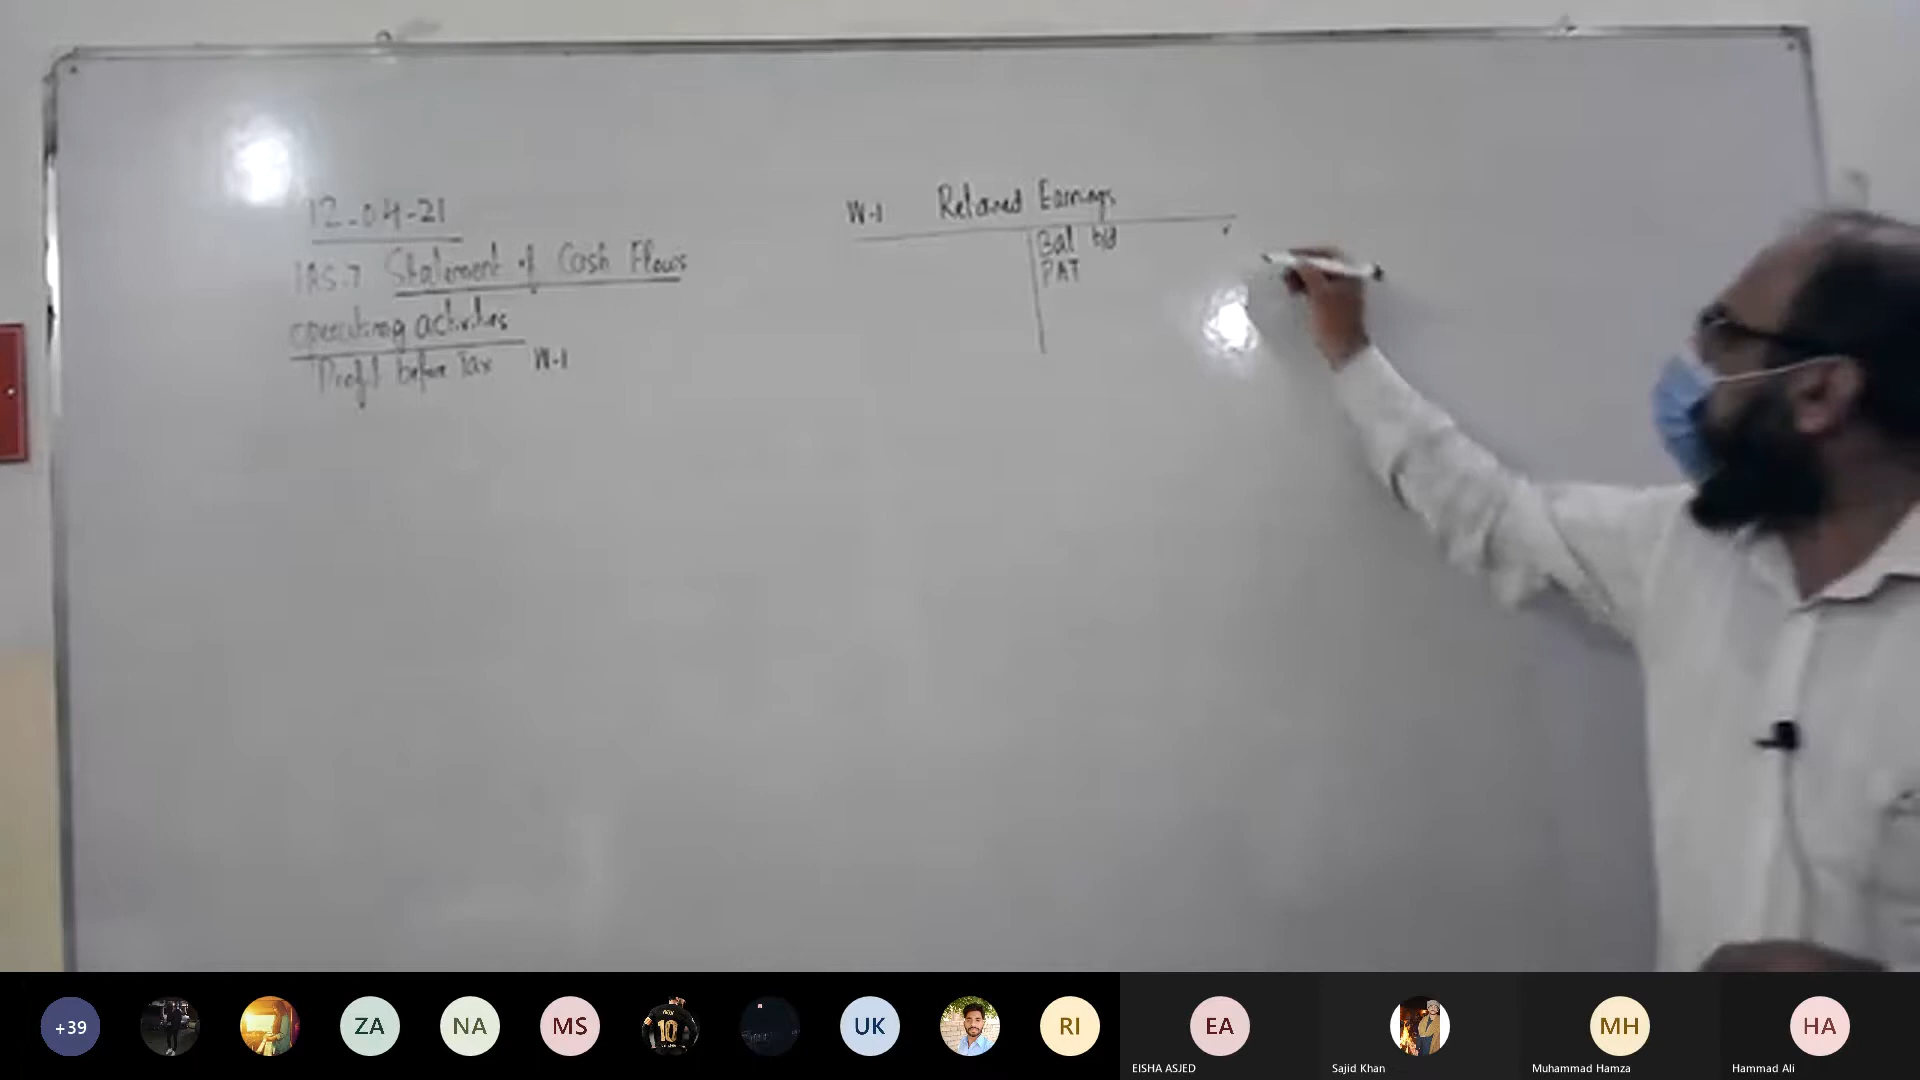 12-04-21
IAS.7 Statement of Cash Flows
operating activities
Profit before Tax W-1
W-1 Retained Earnings
Bal b/d
PAT
+39
ZA
NA
MS
10
UK
RI
EA
MH
HA
EISHA ASJED
Sajid Khan
Muhammad Hamza
Hammad Ali